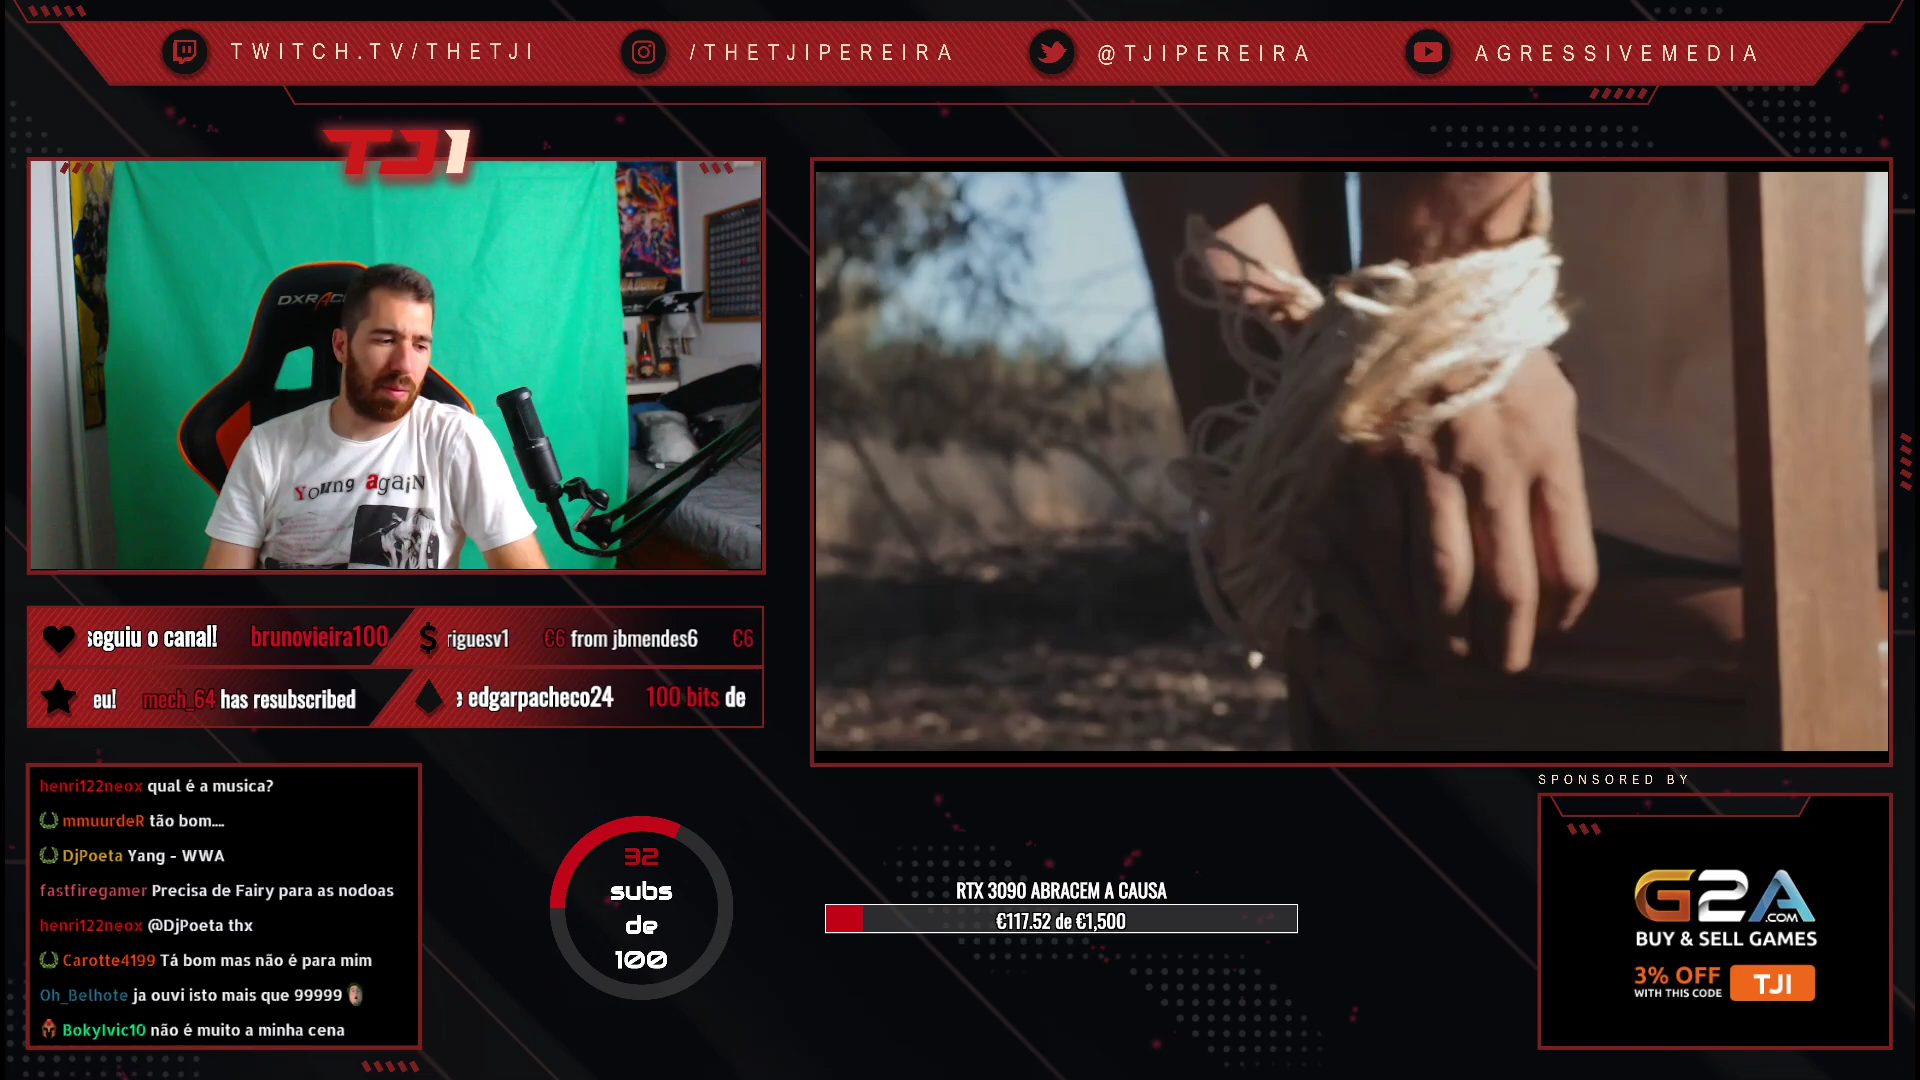 TWITCH.TV/THETJI
/THETJIPEREIRA
@TJIPEREIRA
AGRESSIVEMEDIA
TJI
DXRAC
Young again
seguiu o canal! brunovieira100
$ riguesv1 €6 from jbmendes6 €6
eu! mech_64 has resubscribed
edgarpacheco24 100 bits de
henri122neox qual é a musica?
mmuurdeR tão bom....
DjPoeta Yang - WWA
fastfiregamer Precisa de Fairy para as nodoas
henri122neox @DjPoeta thx
Carotte4199 Tá bom mas não é para mim
Oh_Belhote ja ouvi isto mais que 99999
Bokylvic10 não é muito a minha cena
32
subs
de
100
RTX 3090 ABRACEM A CAUSA
€117.52 de €1,500
SPONSORED BY
G2A
.COM
BUY & SELL GAMES
3% OFF
WITH THIS CODE
TJI